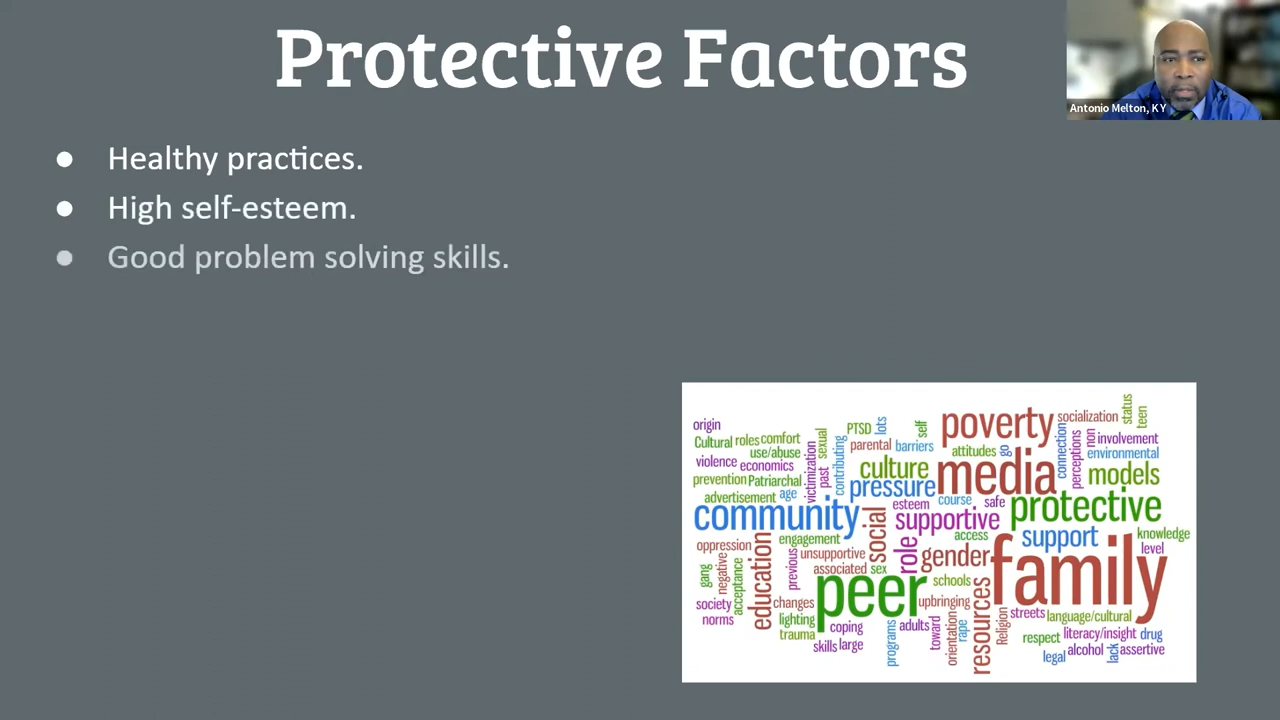 Protective Factors
Antonio Melton, KY
● Healthy practices.
● High self-esteem.
● Good problem solving skills.
origin
Cultural roles comfort
use/abuse
violence economics
prevention Patriarchal
advertisement age
victimization
past
sexual
contributing
PTSD lots
parental barriers
self
culture
pressure
poverty
socialization
status
teen
attitudes go
connection
perceptions
non
involvement
environmental
media
models
community
social
esteem course safe
supportive
protective
access
support
knowledge
level
oppression
engagement
unsupportive
associated sex
role
gender
family
gang
negative
acceptance
education
previous
peer
schools
upbringing
resources
society
norms
changes
lighting
trauma
coping
skills large
programs
adults
toward
orientation
rape
Religion
streets language/cultural
respect literacy/insight drug
legal alcohol lack assertive